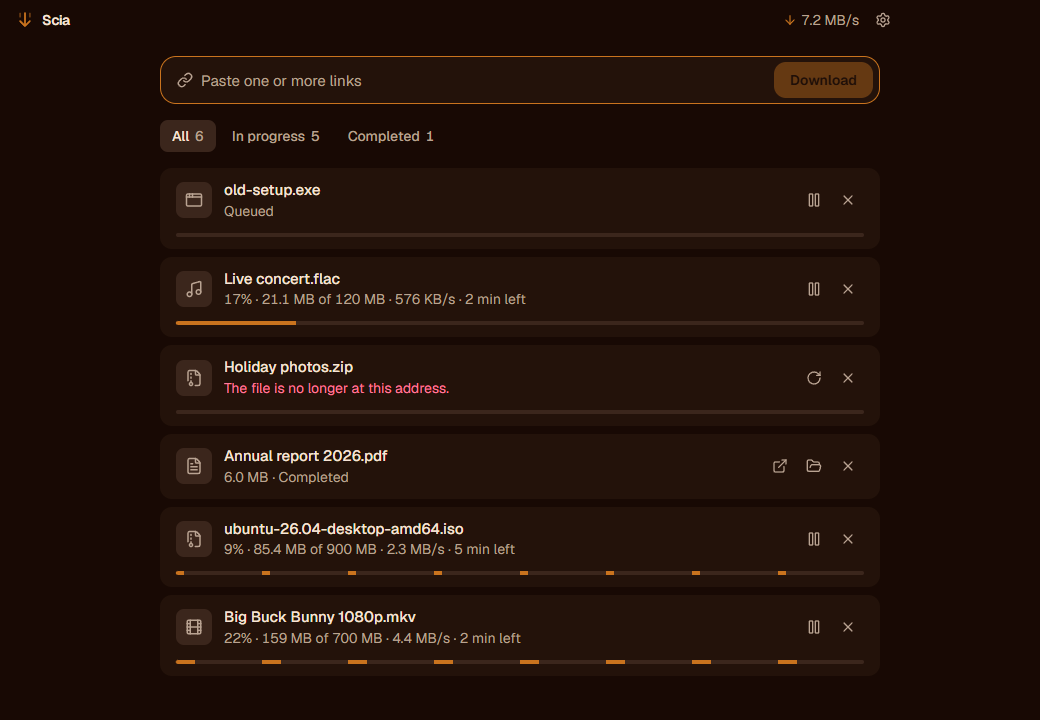 Scia
7.2 MB/s
Paste one or more links
Download
All 6
In progress 5
Completed 1
old-setup.exe
Queued
Live concert.flac
17% · 21.1 MB of 120 MB · 576 KB/s · 2 min left
Holiday photos.zip
The file is no longer at this address.
Annual report 2026.pdf
6.0 MB · Completed
ubuntu-26.04-desktop-amd64.iso
9% · 85.4 MB of 900 MB · 2.3 MB/s · 5 min left
Big Buck Bunny 1080p.mkv
22% · 159 MB of 700 MB · 4.4 MB/s · 2 min left